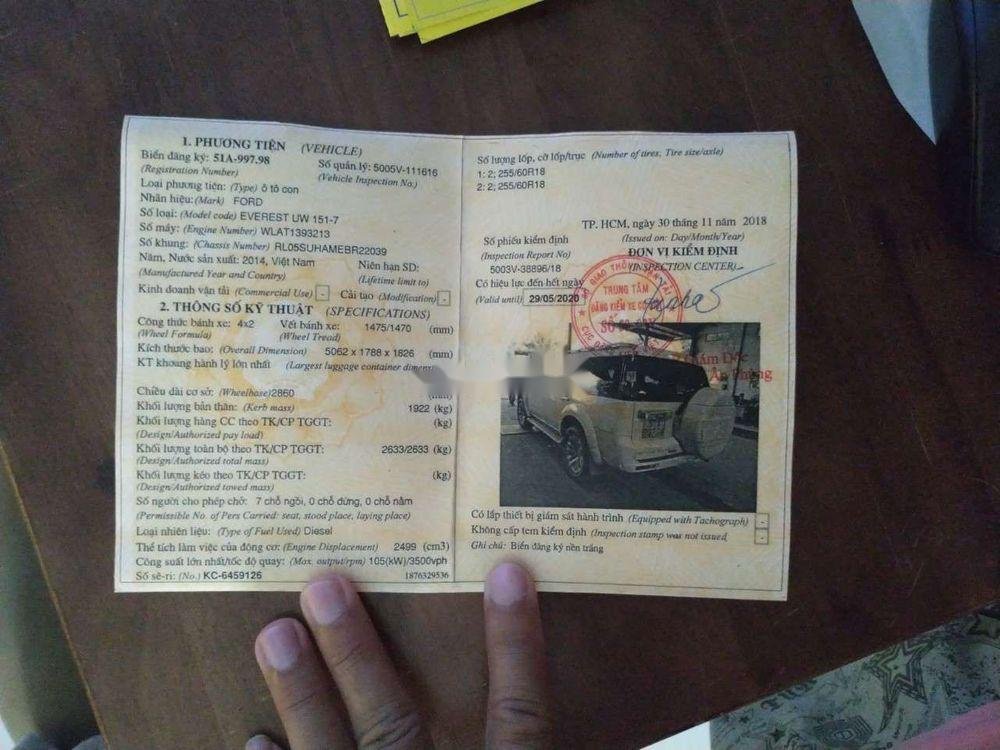 1. PHƯƠNG TIỆN (VEHICLE)
Biển đăng ký: 51A-997.98 Số quản lý: 5005V-111616
(Registration Number) (Vehicle Inspection No.)
Loại phương tiện: (Type) ô tô con
Nhãn hiệu: (Mark) FORD
Số loại: (Model code) EVEREST UW 151-7
Số máy: (Engine Number) WLAT1393213
Số khung: (Chassis Number) RL05SUHAMEBR22039
Năm, Nước sản xuất: 2014, Việt Nam Niên hạn SD:
(Manufactured Year and Country) (Lifetime limit to)
Kinh doanh vận tải (Commercial Use) - Cải tạo (Modification) -
2. THÔNG SỐ KỸ THUẬT (SPECIFICATIONS)
Công thức bánh xe: 4x2 Vết bánh xe: 1475/1470 (mm)
(Wheel Formula) (Wheel Tread)
Kích thước bao: (Overall Dimension) 5062 x 1788 x 1826 (mm)
KT khoang hành lý lớn nhất (Largest luggage container
Chiều dài cơ sở: (Wheelbase) 2860 (mm)
Khối lượng bản thân: (Kerb mass) 1922 (kg)
Khối lượng hàng CC theo TK/CP TGGT: (kg)
(Design/Authorized pay load)
Khối lượng toàn bộ theo TK/CP TGGT: 2633/2633 (kg)
(Design/Authorized total mass)
Khối lượng kéo theo TK/CP TGGT: (kg)
(Design/Authorized towed mass)
Số người cho phép chở: 7 chỗ ngồi, 0 chỗ đứng, 0 chỗ nằm
(Permissible No. of Pers Carried: seat, stood place, laying place)
Loại nhiên liệu: (Type of Fuel Used) Diesel
Thể tích làm việc của động cơ: (Engine Displacement) 2499 (cm3)
Công suất lớn nhất/tốc độ quay: (Max. output/rpm) 105(kW)/3500vph
Số sê-ri: (No.) KC-6459126 1876329536
Số lượng lốp, cỡ lốp/trục (Number of tires; Tire size/axle)
1: 2; 255/60R18
2: 2; 255/60R18
TP. HCM, ngày 30 tháng 11 năm 2018
Số phiếu kiểm định (Issued on: Day/Month/Year)
(Inspection Report No) ĐƠN VỊ KIỂM ĐỊNH
5003V-38896/18 (INSPECTION CENTER)
Có hiệu lực đến hết ngày
(Valid until) 29/05/2020
TRUNG TÂM
ĐĂNG KIỂM XE
SỐ
Có lắp thiết bị giám sát hành trình (Equipped with Tachograph) -
Không cấp tem kiểm định (Inspection stamp was not issued -
Ghi chú: Biển đăng ký nền trắng